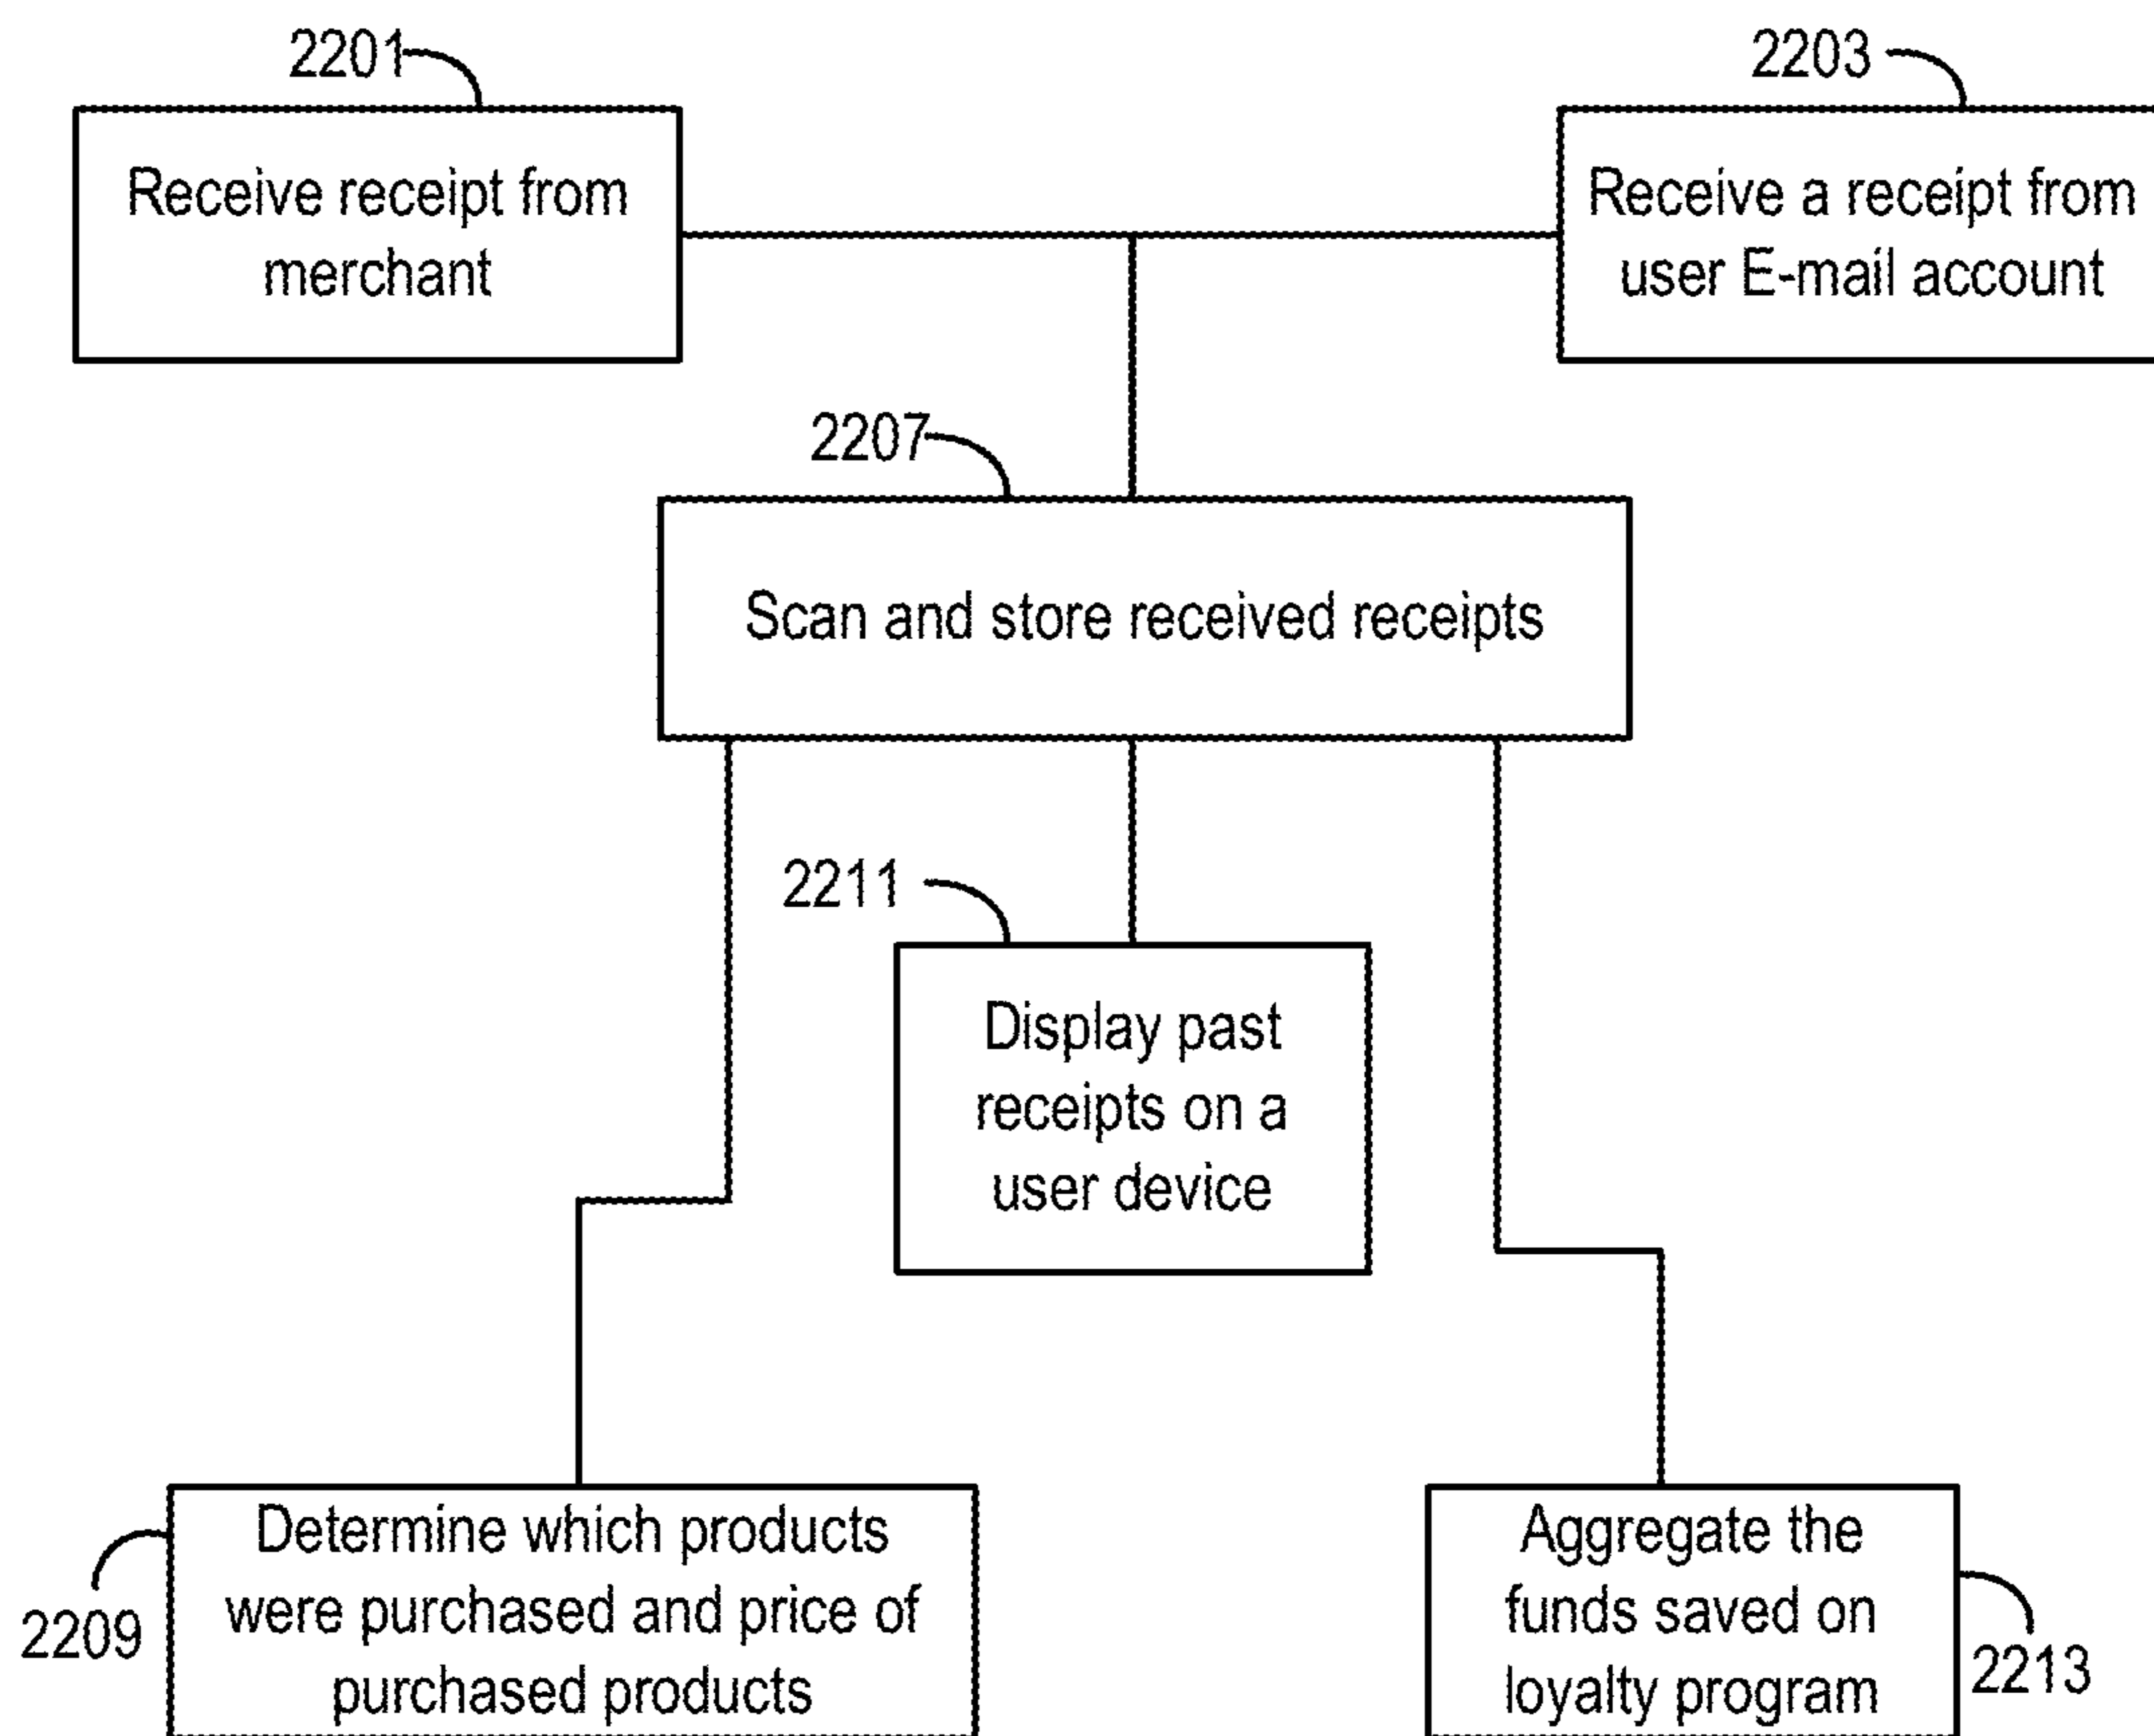 2201
2203
Receive receipt from
merchant
Receive a receipt from
user E-mail account
2207
Scan and store received receipts
2211
Display past
receipts on a
user device
Determine which products
were purchased and price of
purchased products
2209
Aggregate the
funds saved on
loyalty program
2213